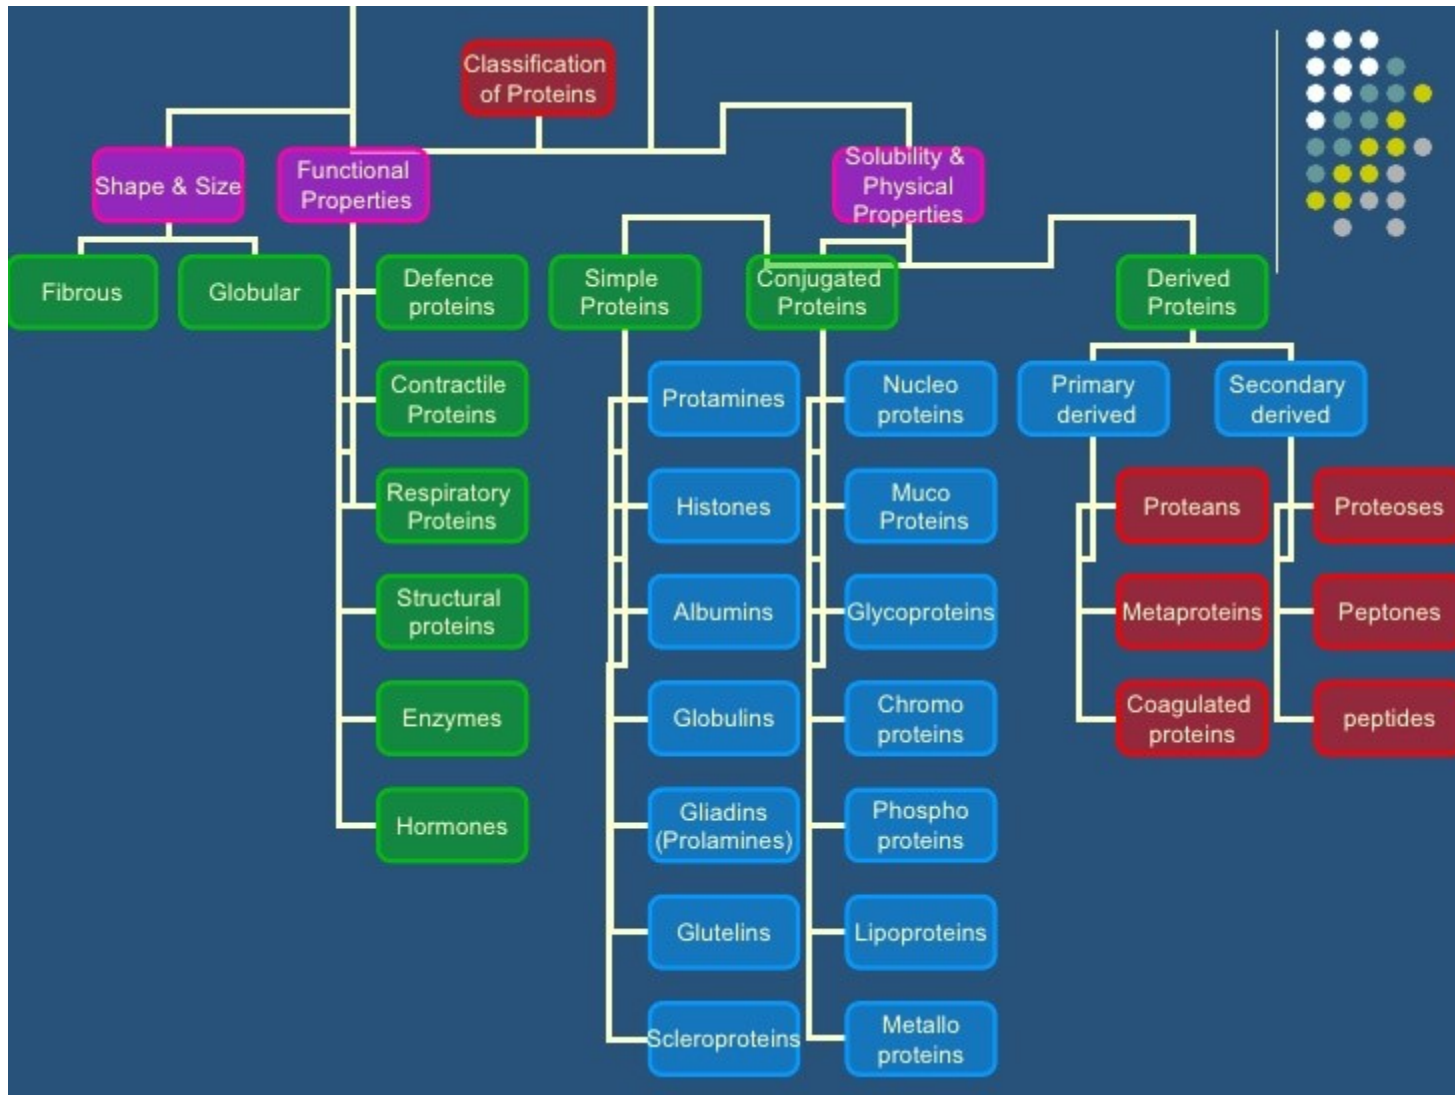 Classification
of Proteins
Shape & Size
Functional
Properties
Solubility &
Physical
Properties
Fibrous
Globular
Defence
proteins
Contractile
Proteins
Respiratory
Proteins
Structural
proteins
Enzymes
Hormones
Simple
Proteins
Protamines
Histones
Albumins
Globulins
Gliadins
(Prolamines)
Glutelins
Scleroproteins
Conjugated
Proteins
Nucleo
proteins
Muco
Proteins
Glycoproteins
Chromo
proteins
Phospho
proteins
Lipoproteins
Metallo
proteins
Derived
Proteins
Primary
derived
Proteans
Metaproteins
Coagulated
proteins
Secondary
derived
Proteoses
Peptones
peptides